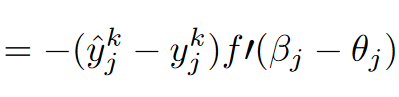 = −(ŷ_j^k − y_j^k)f′(β_j − θ_j)